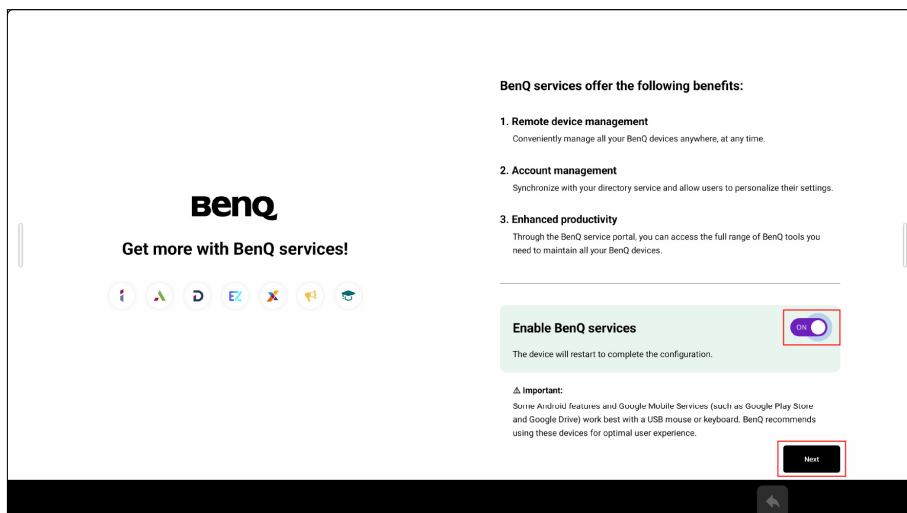 BenQ
Get more with BenQ services!
i A D EZ X
BenQ services offer the following benefits:
1. Remote device management
Conveniently manage all your BenQ devices anywhere, at any time.
2. Account management
Synchronize with your directory service and allow users to personalize their settings.
3. Enhanced productivity
Through the BenQ service portal, you can access the full range of BenQ tools you
need to maintain all your BenQ devices.
Enable BenQ services
ON
The device will restart to complete the configuration.
⚠ Important:
Some Android features and Google Mobile Services (such as Google Play Store
and Google Drive) work best with a USB mouse or keyboard. BenQ recommends
using these devices for optimal user experience.
Next